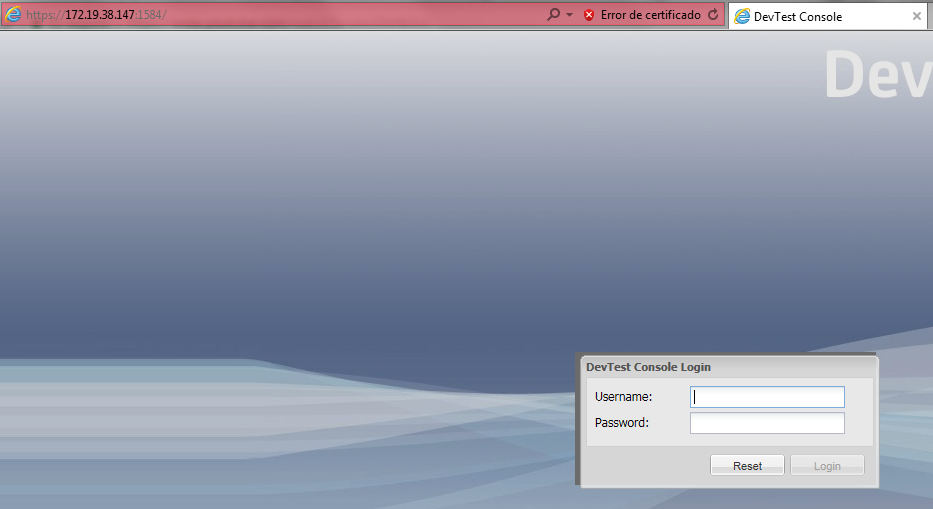 https://172.19.38.147:1584/
Error de certificado
DevTest Console
Dev
DevTest Console Login
Username:
Password:
Reset
Login